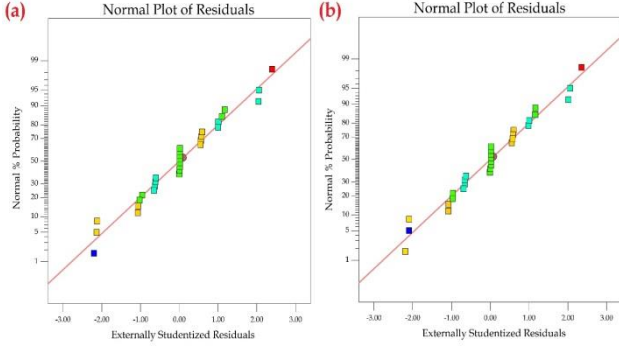 (a)
Normal Plot of Residuals
Normal % Probability
99
95
90
80
70
50
30
20
10
5
1
-3.00 -2.00 -1.00 0.00 1.00 2.00 3.00
Externally Studentized Residuals
(b)
Normal Plot of Residuals
Normal % Probability
99
95
90
80
70
50
30
20
10
5
1
-3.00 -2.00 -1.00 0.00 1.00 2.00 3.00
Externally Studentized Residuals